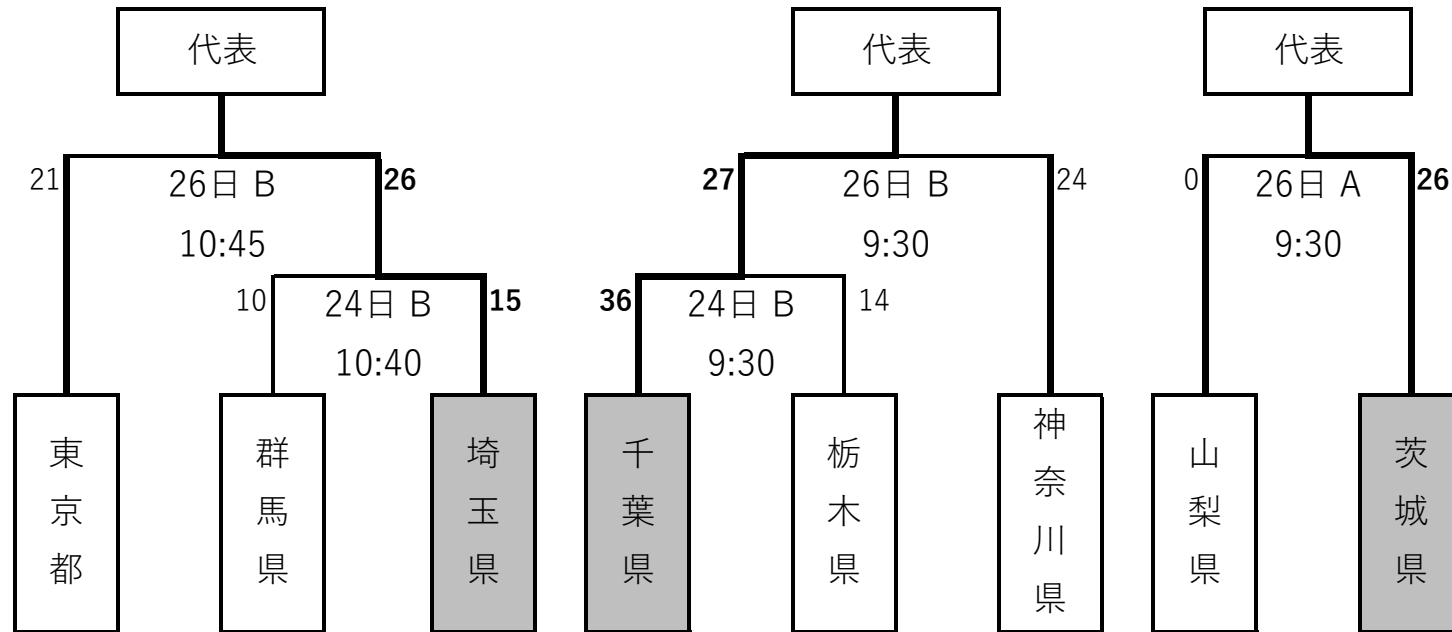 代表
代表
代表
21
26日 B
26
27
26日 B
24
0
26日 A
26
10:45
9:30
9:30
10
24日 B
15
36
24日 B
14
10:40
9:30
東京都
群馬県
埼玉県
千葉県
栃木県
神奈川県
山梨県
茨城県